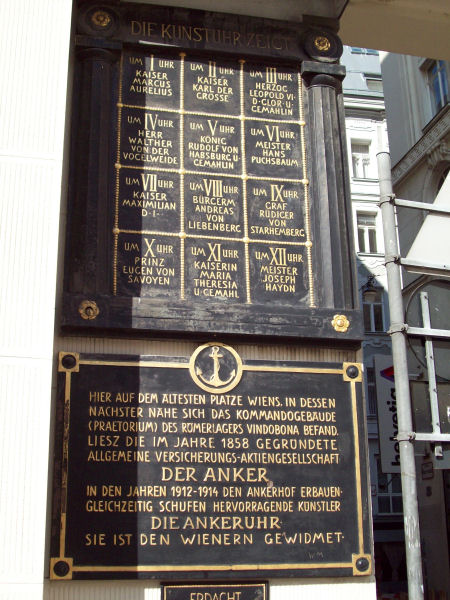 DIE KUNSTUHR ZEIGT
UM I UHR
KAISER
MARCUS
AURELIUS
UM II UHR
KAISER
KARL DER
GROSSE
UM III UHR
HERZOG
LEOPOLD VI
D·GLOR·U·
GEMAHLIN
UM IV UHR
HERR
WALTHER
VON DER
VOGELWEIDE
UM V UHR
KÖNIG
RUDOLF VON
HABSBURG U·
GEMAHLIN
UM VI UHR
MEISTER
HANS
PUCHSBAUM
UM VII UHR
KAISER
MAXIMILIAN
·D·I·
UM VIII UHR
BÜRGERM·
ANDREAS
VON
LIEBENBERG
UM IX UHR
GRAF
RÜDIGER
VON
STARHEMBERG
UM X UHR
PRINZ
EUGEN VON
SAVOYEN
UM XI UHR
KAISERIN
MARIA
THERESIA
U·GEMAHL
UM XII UHR
MEISTER
JOSEPH
HAYDN
HIER AUF DEM ÄLTESTEN PLATZE WIENS, IN DESSEN
NÄCHSTER NÄHE SICH DAS KOMMANDOGEBÄUDE
(PRAETORIUM) DES RÖMERLAGERS VINDOBONA BEFAND,
LIESZ DIE IM JAHRE 1858 GEGRÜNDETE
ALLGEMEINE VERSICHERUNGS-AKTIENGESELLSCHAFT
DER ANKER
IN DEN JAHREN 1912-1914 DEN ANKERHOF ERBAUEN·
GLEICHZEITIG SCHUFEN HERVORRAGENDE KÜNSTLER
DIE ANKERUHR·
SIE IST DEN WIENERN GEWIDMET·
W M
ERDACHT
helvetia